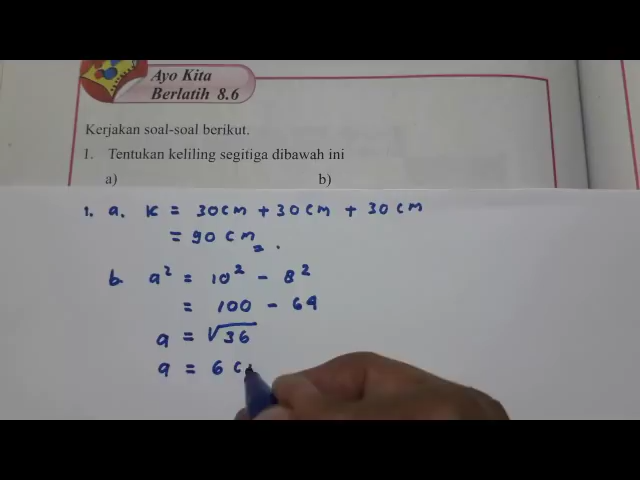 Ayo Kita
Berlatih 8.6
Kerjakan soal-soal berikut.
1. Tentukan keliling segitiga dibawah ini
a) b)
1. a. K = 30 cm + 30 cm + 30 cm
= 90 cm.
b. a² = 10² - 8²
= 100 - 64
a = √36
a = 6 c